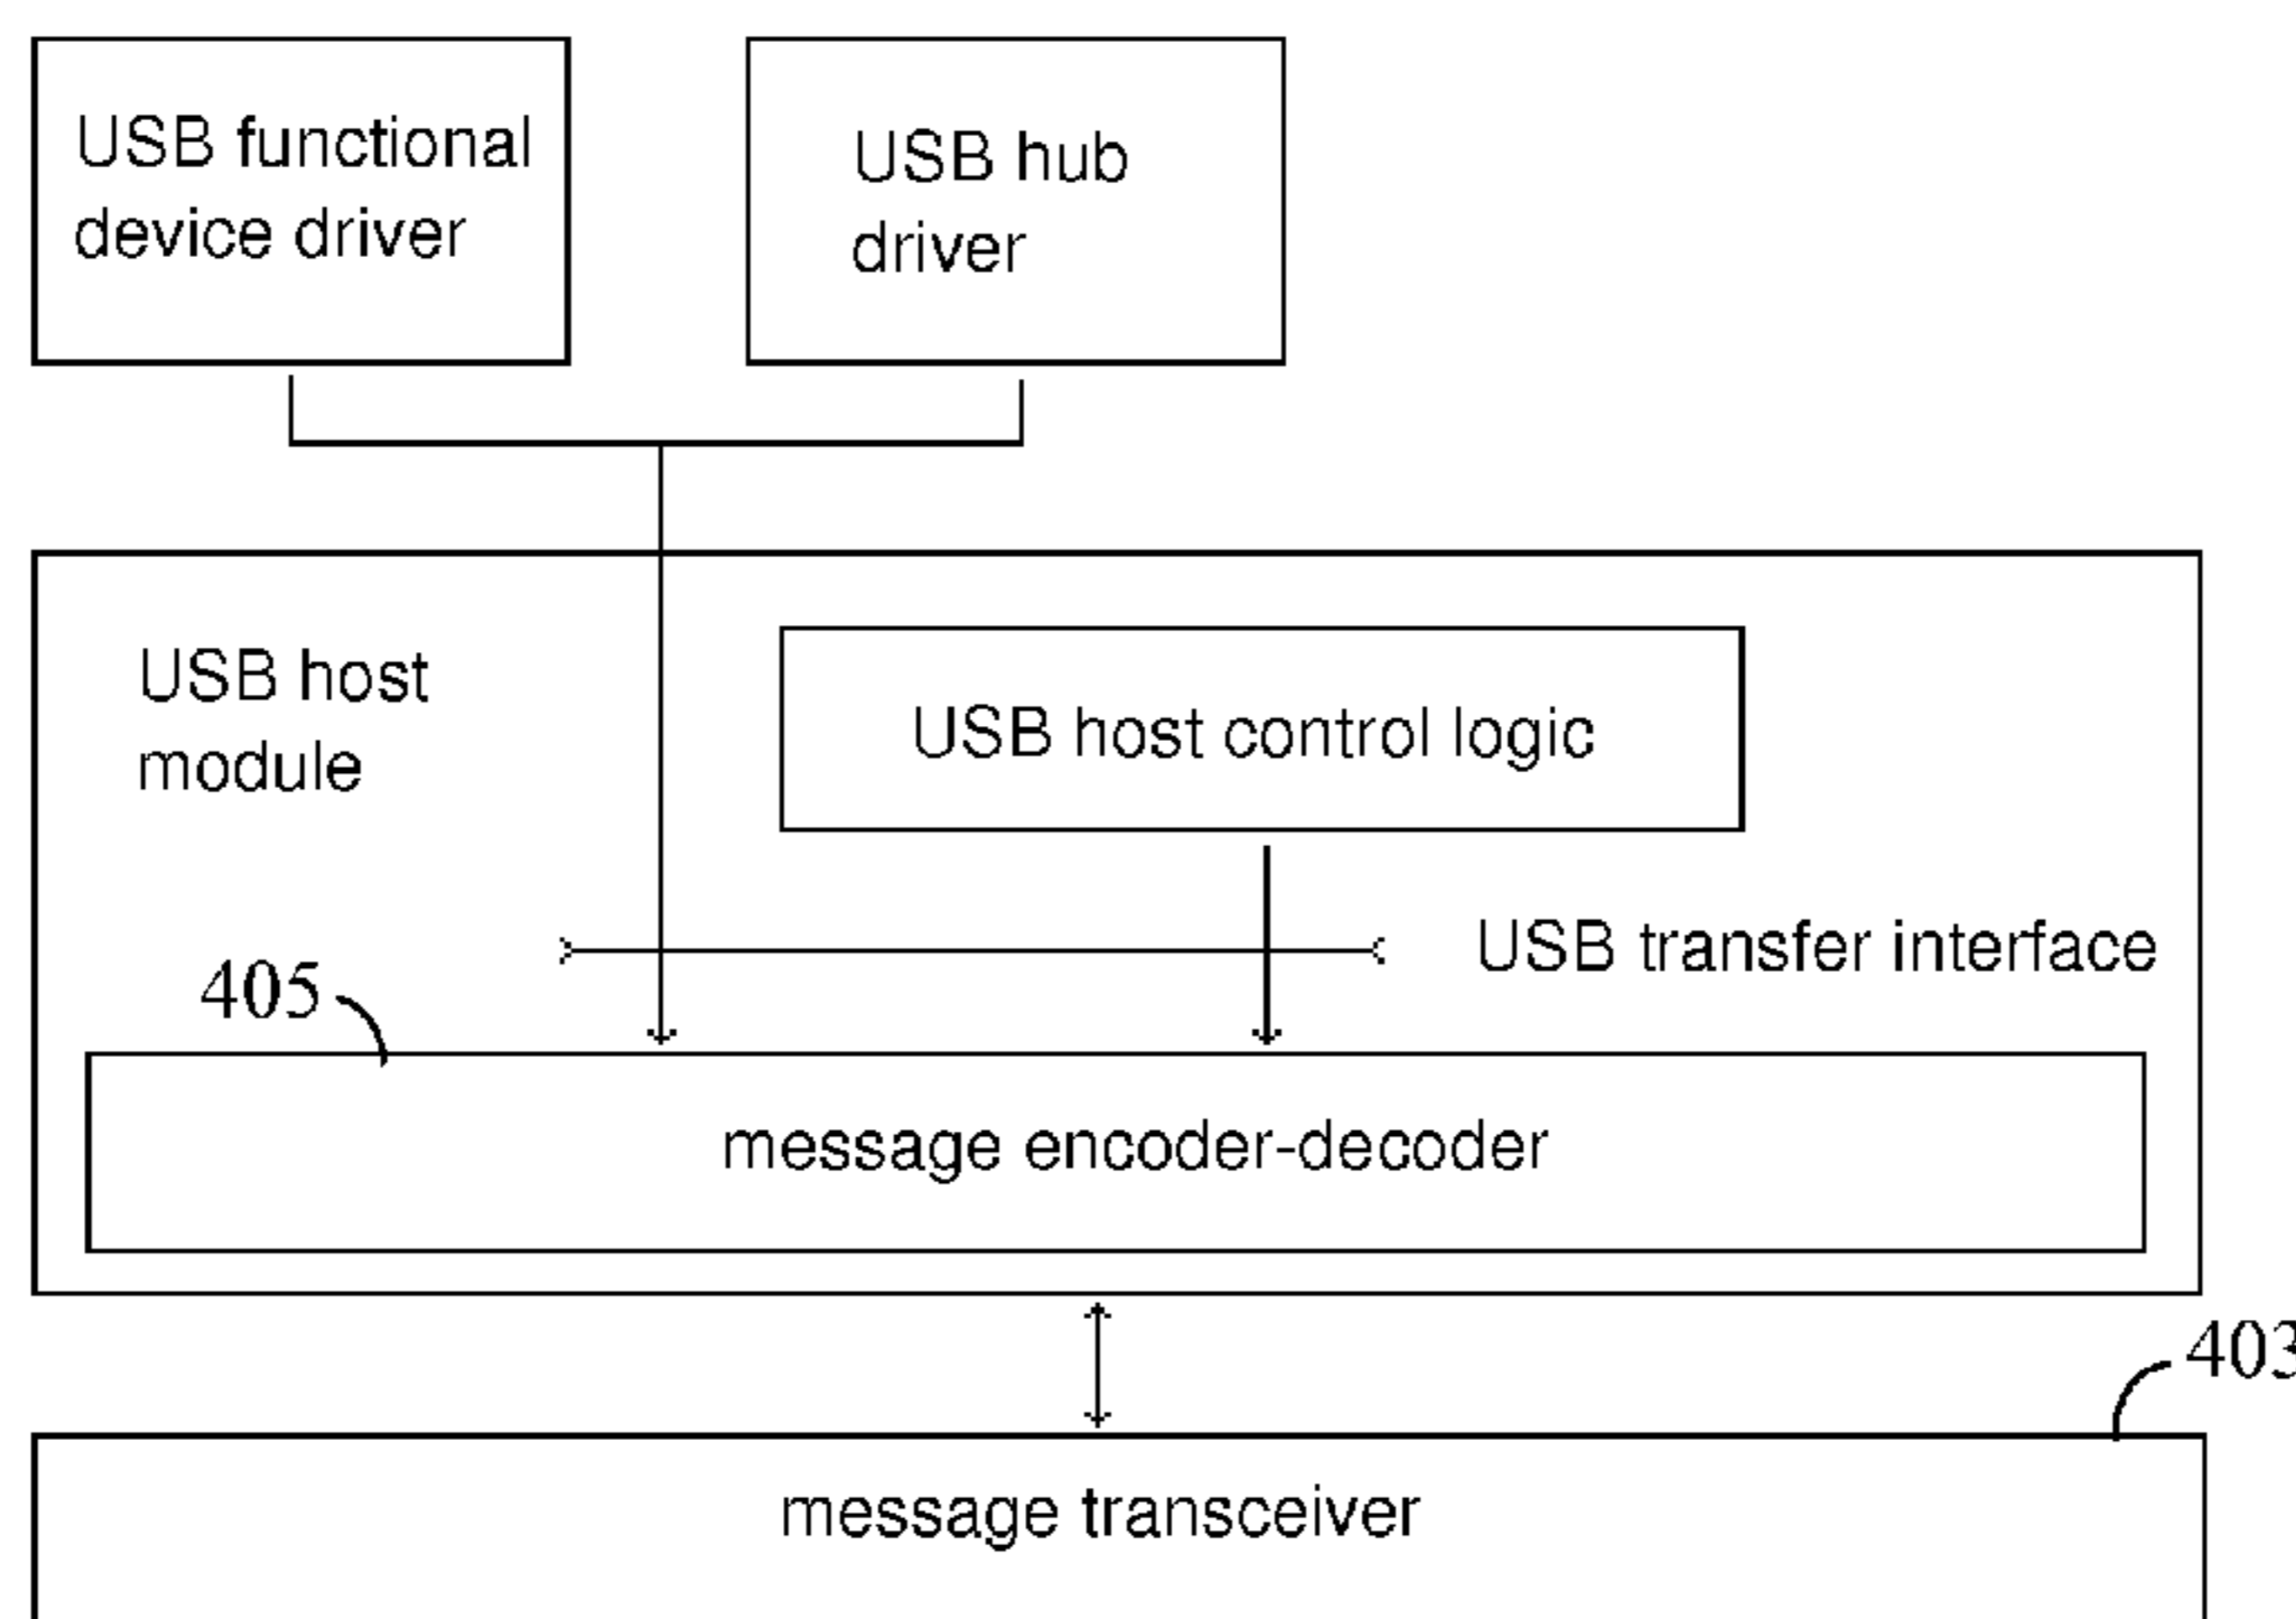 USB functional
device driver
USB hub
driver
USB host
module
USB host control logic
USB transfer interface
405
message encoder-decoder
403
message transceiver